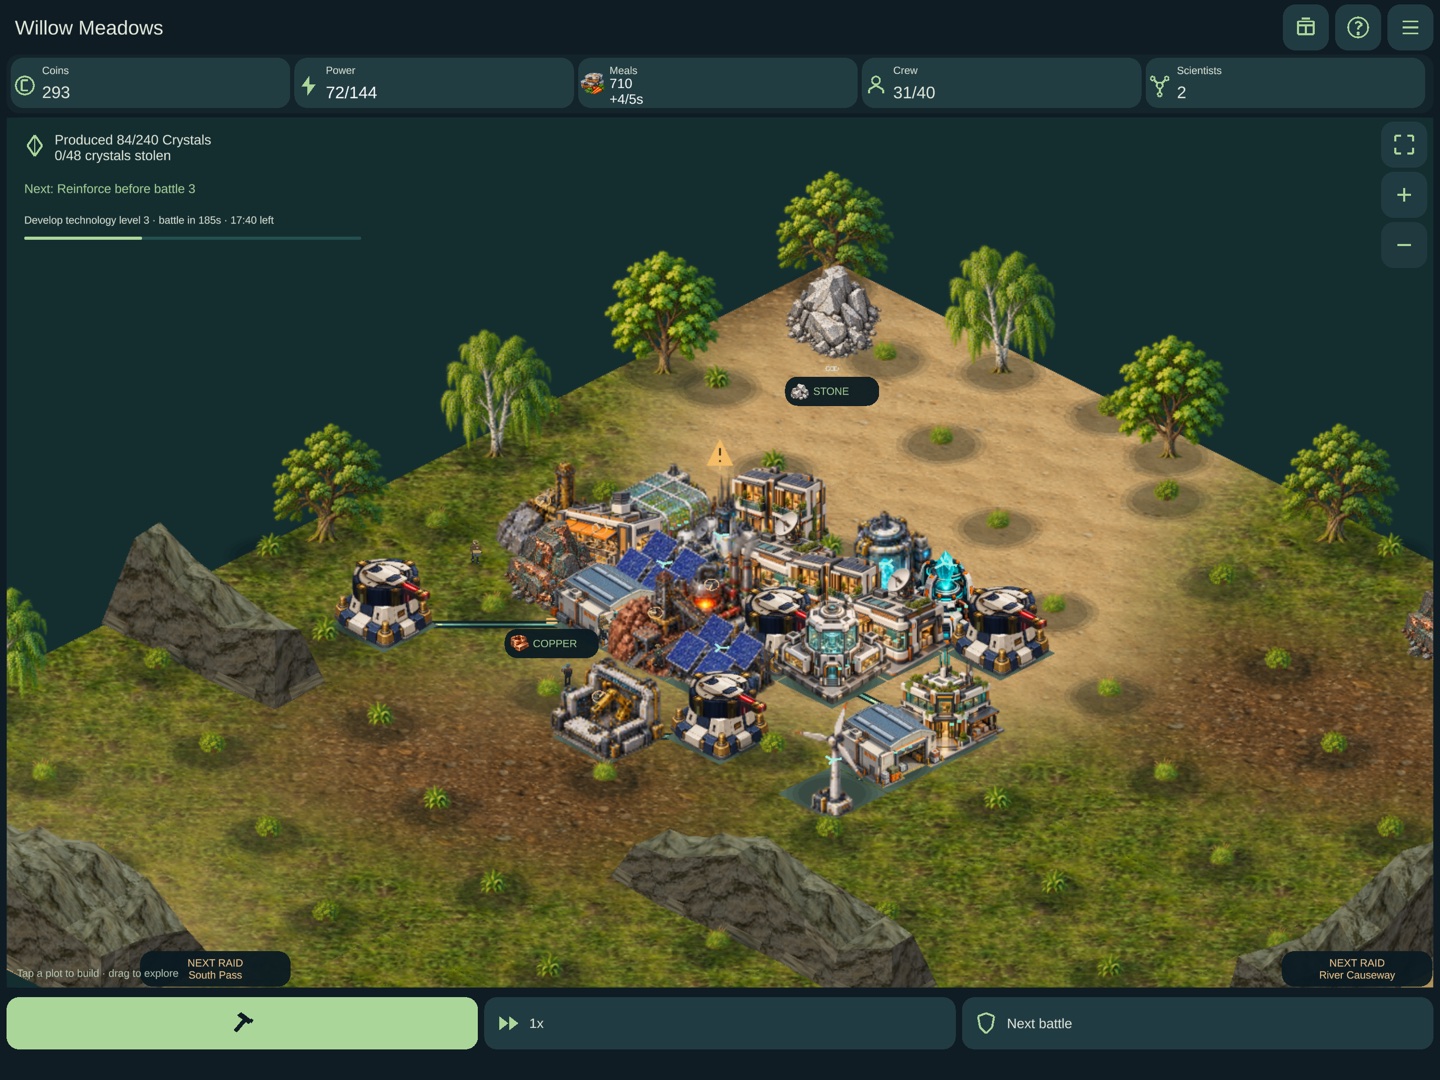 Willow Meadows
Coins
293
Power
72/144
Meals
710
+4/5s
Crew
31/40
Scientists
2
Produced 84/240 Crystals
0/48 crystals stolen
Next: Reinforce before battle 3
Develop technology level 3 · battle in 185s · 17:40 left
STONE
COPPER
NEXT RAID
South Pass
Tap a plot to build · drag to explore
NEXT RAID
River Causeway
1x
Next battle